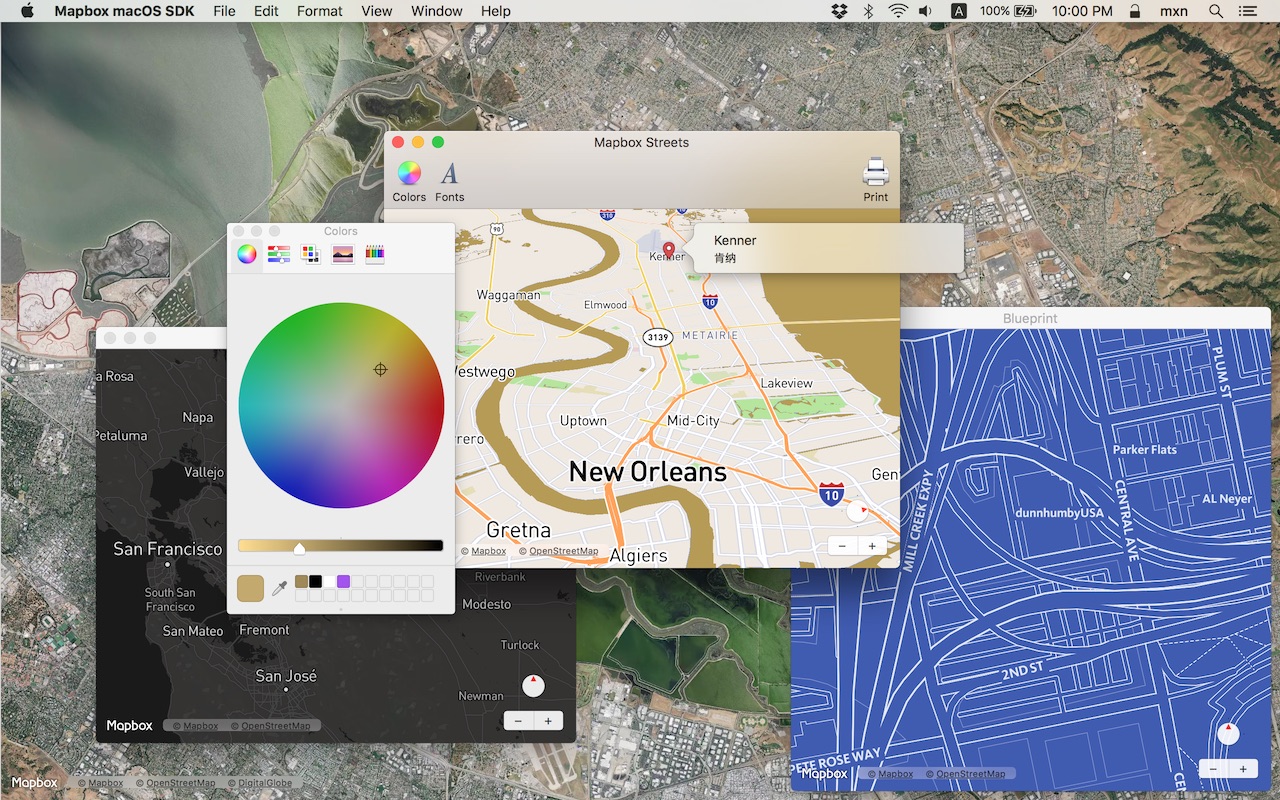 Mapbox macOS SDK File Edit Format View Window Help
A 100% 10:00 PM mxn
Mapbox Streets
Colors Fonts Print
310
90
Kenner
Kenner
肯纳
Waggaman
Elmwood
10
3139
METAIRIE
Westwego
Lakeview
Uptown
Mid-City
New Orleans
10
Gretna
Algiers
© Mapbox © OpenStreetMap
Colors
Napa
Petaluma
Vallejo
San Francisco
South San
Francisco
San Mateo
Fremont
San José
Riverbank
Modesto
Turlock
Newman
Mapbox © Mapbox © OpenStreetMap
Blueprint
PLUM ST
Parker Flats
CENTRAL AVE
AL Neyer
dunnhumbyUSA
MILL CREEK EXPY
2ND ST
PETE ROSE WAY
Mapbox © Mapbox © OpenStreetMap
Mapbox © Mapbox © OpenStreetMap © DigitalGlobe